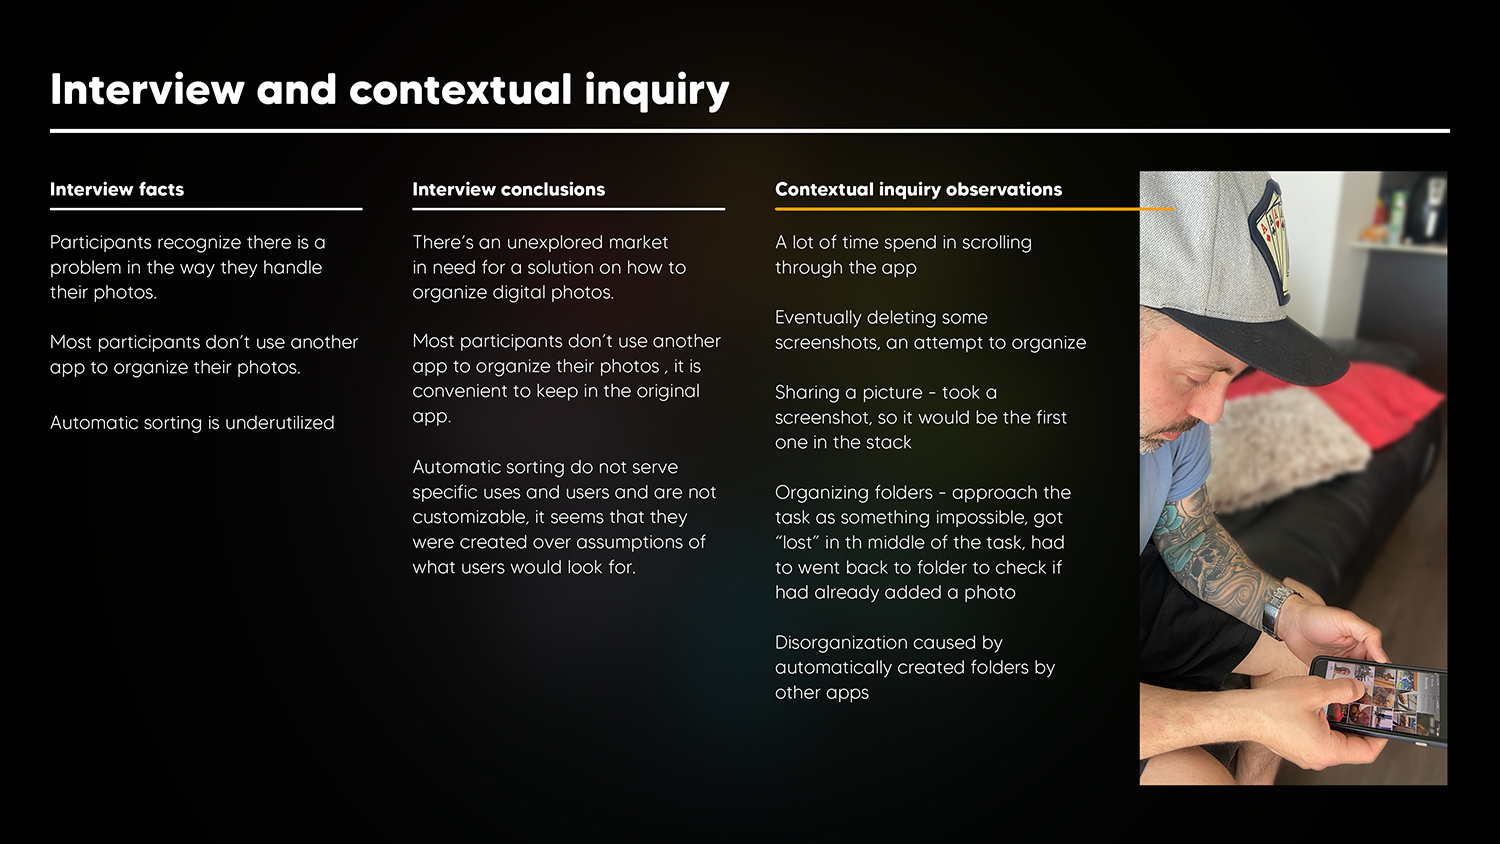 Interview and contextual inquiry
Interview facts
Participants recognize there is a
problem in the way they handle
their photos.
Most participants don't use another
app to organize their photos.
Automatic sorting is underutilized
Interview conclusions
There's an unexplored market
in need for a solution on how to
organize digital photos.
Most participants don't use another
app to organize their photos , it is
convenient to keep in the original
app.
Automatic sorting do not serve
specific uses and users and are not
customizable, it seems that they
were created over assumptions of
what users would look for.
Contextual inquiry observations
A lot of time spend in scrolling
through the app
Eventually deleting some
screenshots, an attempt to organize
Sharing a picture - took a
screenshot, so it would be the first
one in the stack
Organizing folders - approach the
task as something impossible, got
“lost” in th middle of the task, had
to went back to folder to check if
had already added a photo
Disorganization caused by
automatically created folders by
other apps